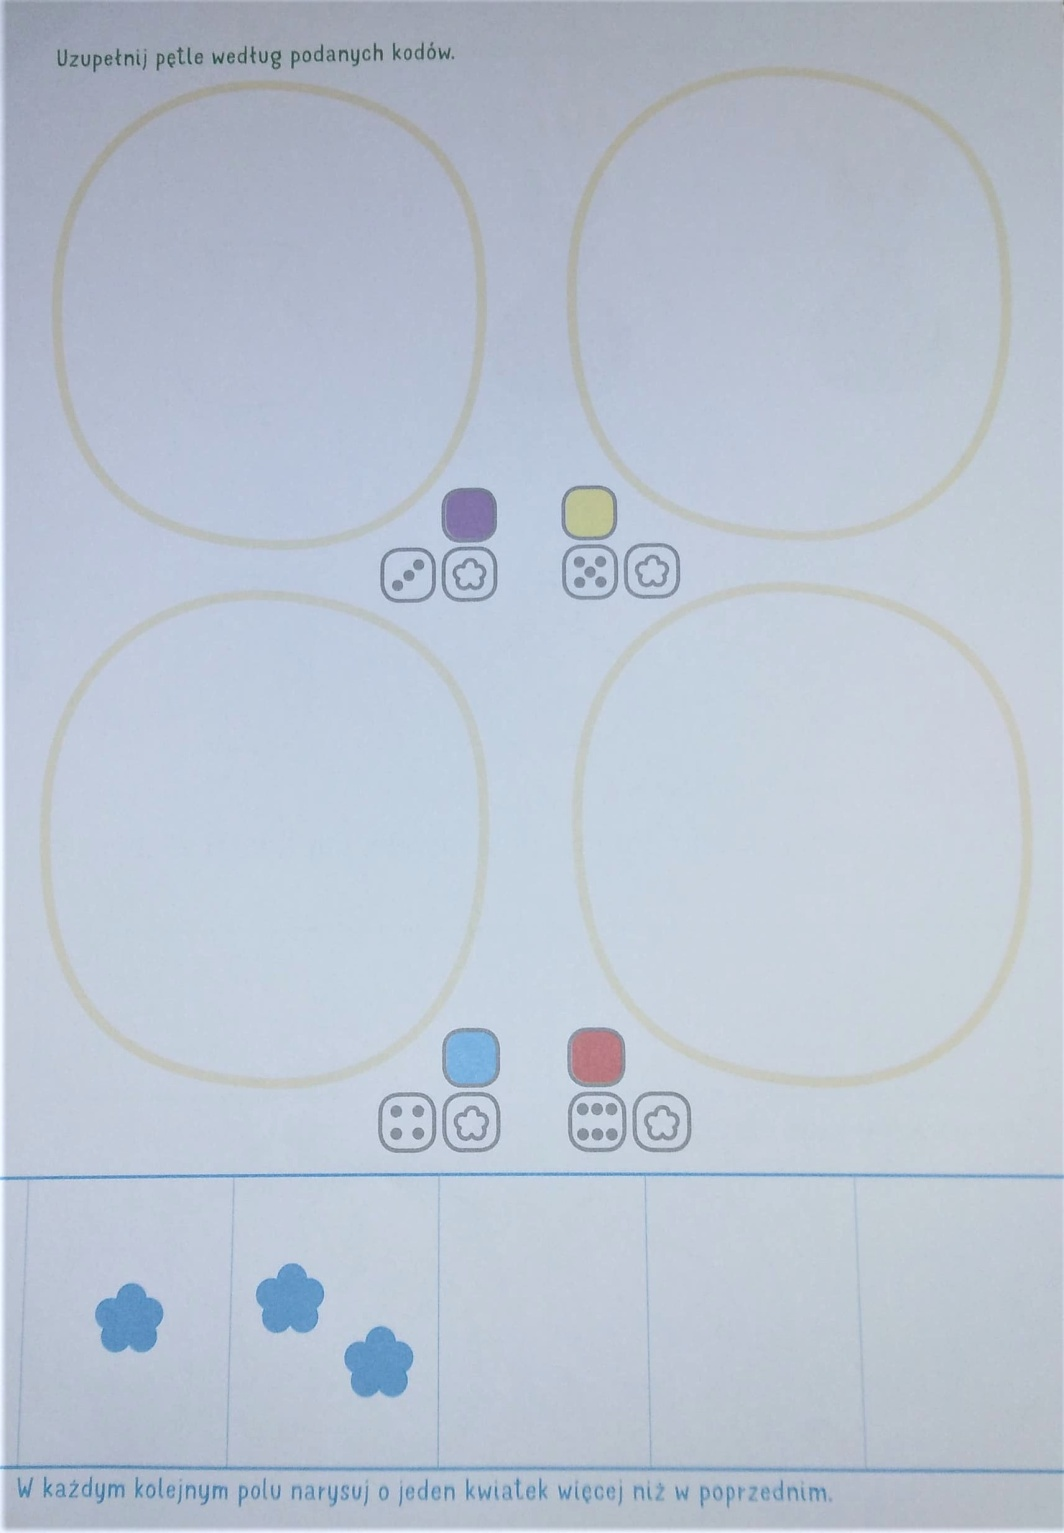 Uzupełnij pętle według podanych kodów.
W każdym kolejnym polu narysuj o jeden kwiatek więcej niż w poprzednim.